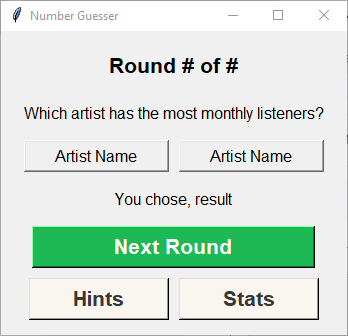 Number Guesser
Round # of #
Which artist has the most monthly listeners?
Artist Name Artist Name
You chose, result
Next Round
Hints Stats